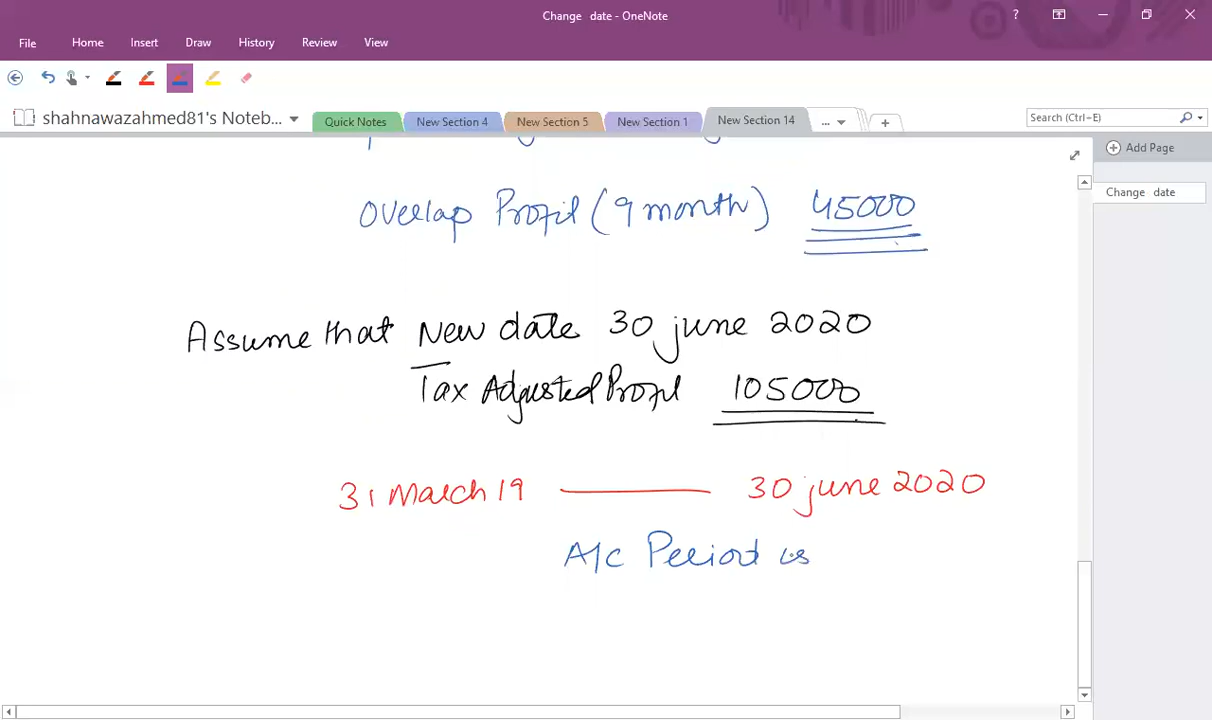 Change date - OneNote
?
File Home Insert Draw History Review View
shahnawazahmed81's Noteb... Quick Notes New Section 4 New Section 5 New Section 1 New Section 14 ... + Search (Ctrl+E)
Add Page
Change date
Overlap Profit (9 month) 45000
Assume that New date 30 june 2020
Tax Adjusted Profit 105000
31 March 19 — 30 june 2020
A/c Period is